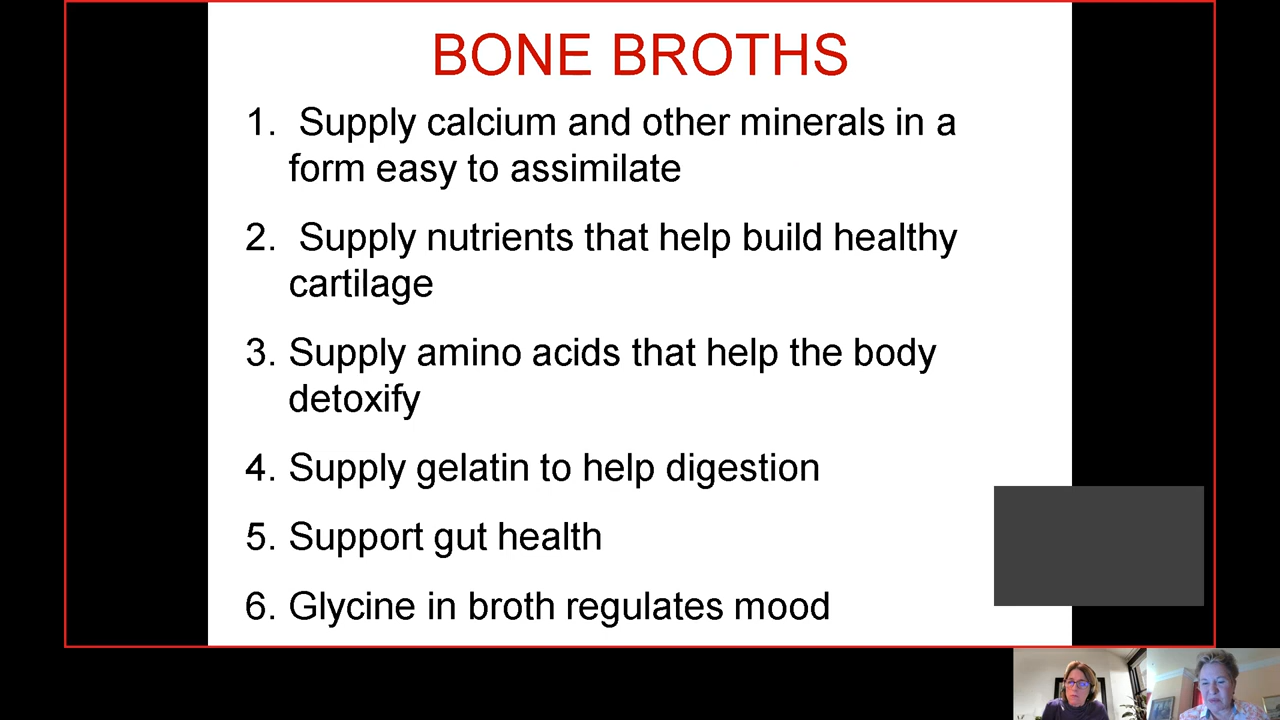 BONE BROTHS
1. Supply calcium and other minerals in a
form easy to assimilate
2. Supply nutrients that help build healthy
cartilage
3. Supply amino acids that help the body
detoxify
4. Supply gelatin to help digestion
5. Support gut health
6. Glycine in broth regulates mood